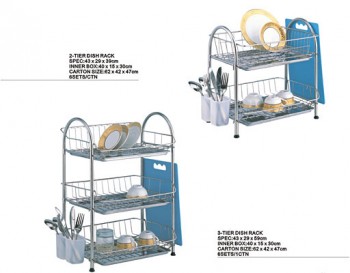 2-TIER DISH RACK
SPEC:43 x 29 x 39cm
INNER BOX:40 x 15 x 30cm
CARTON SIZE:62 x 42 x 47cm
6SETS/CTN
3-TIER DISH RACK
SPEC:43 x 29 x 59cm
INNER BOX:40 x 15 x 30cm
CARTON SIZE:62 x 42 x 47cm
6SETS/1CTN